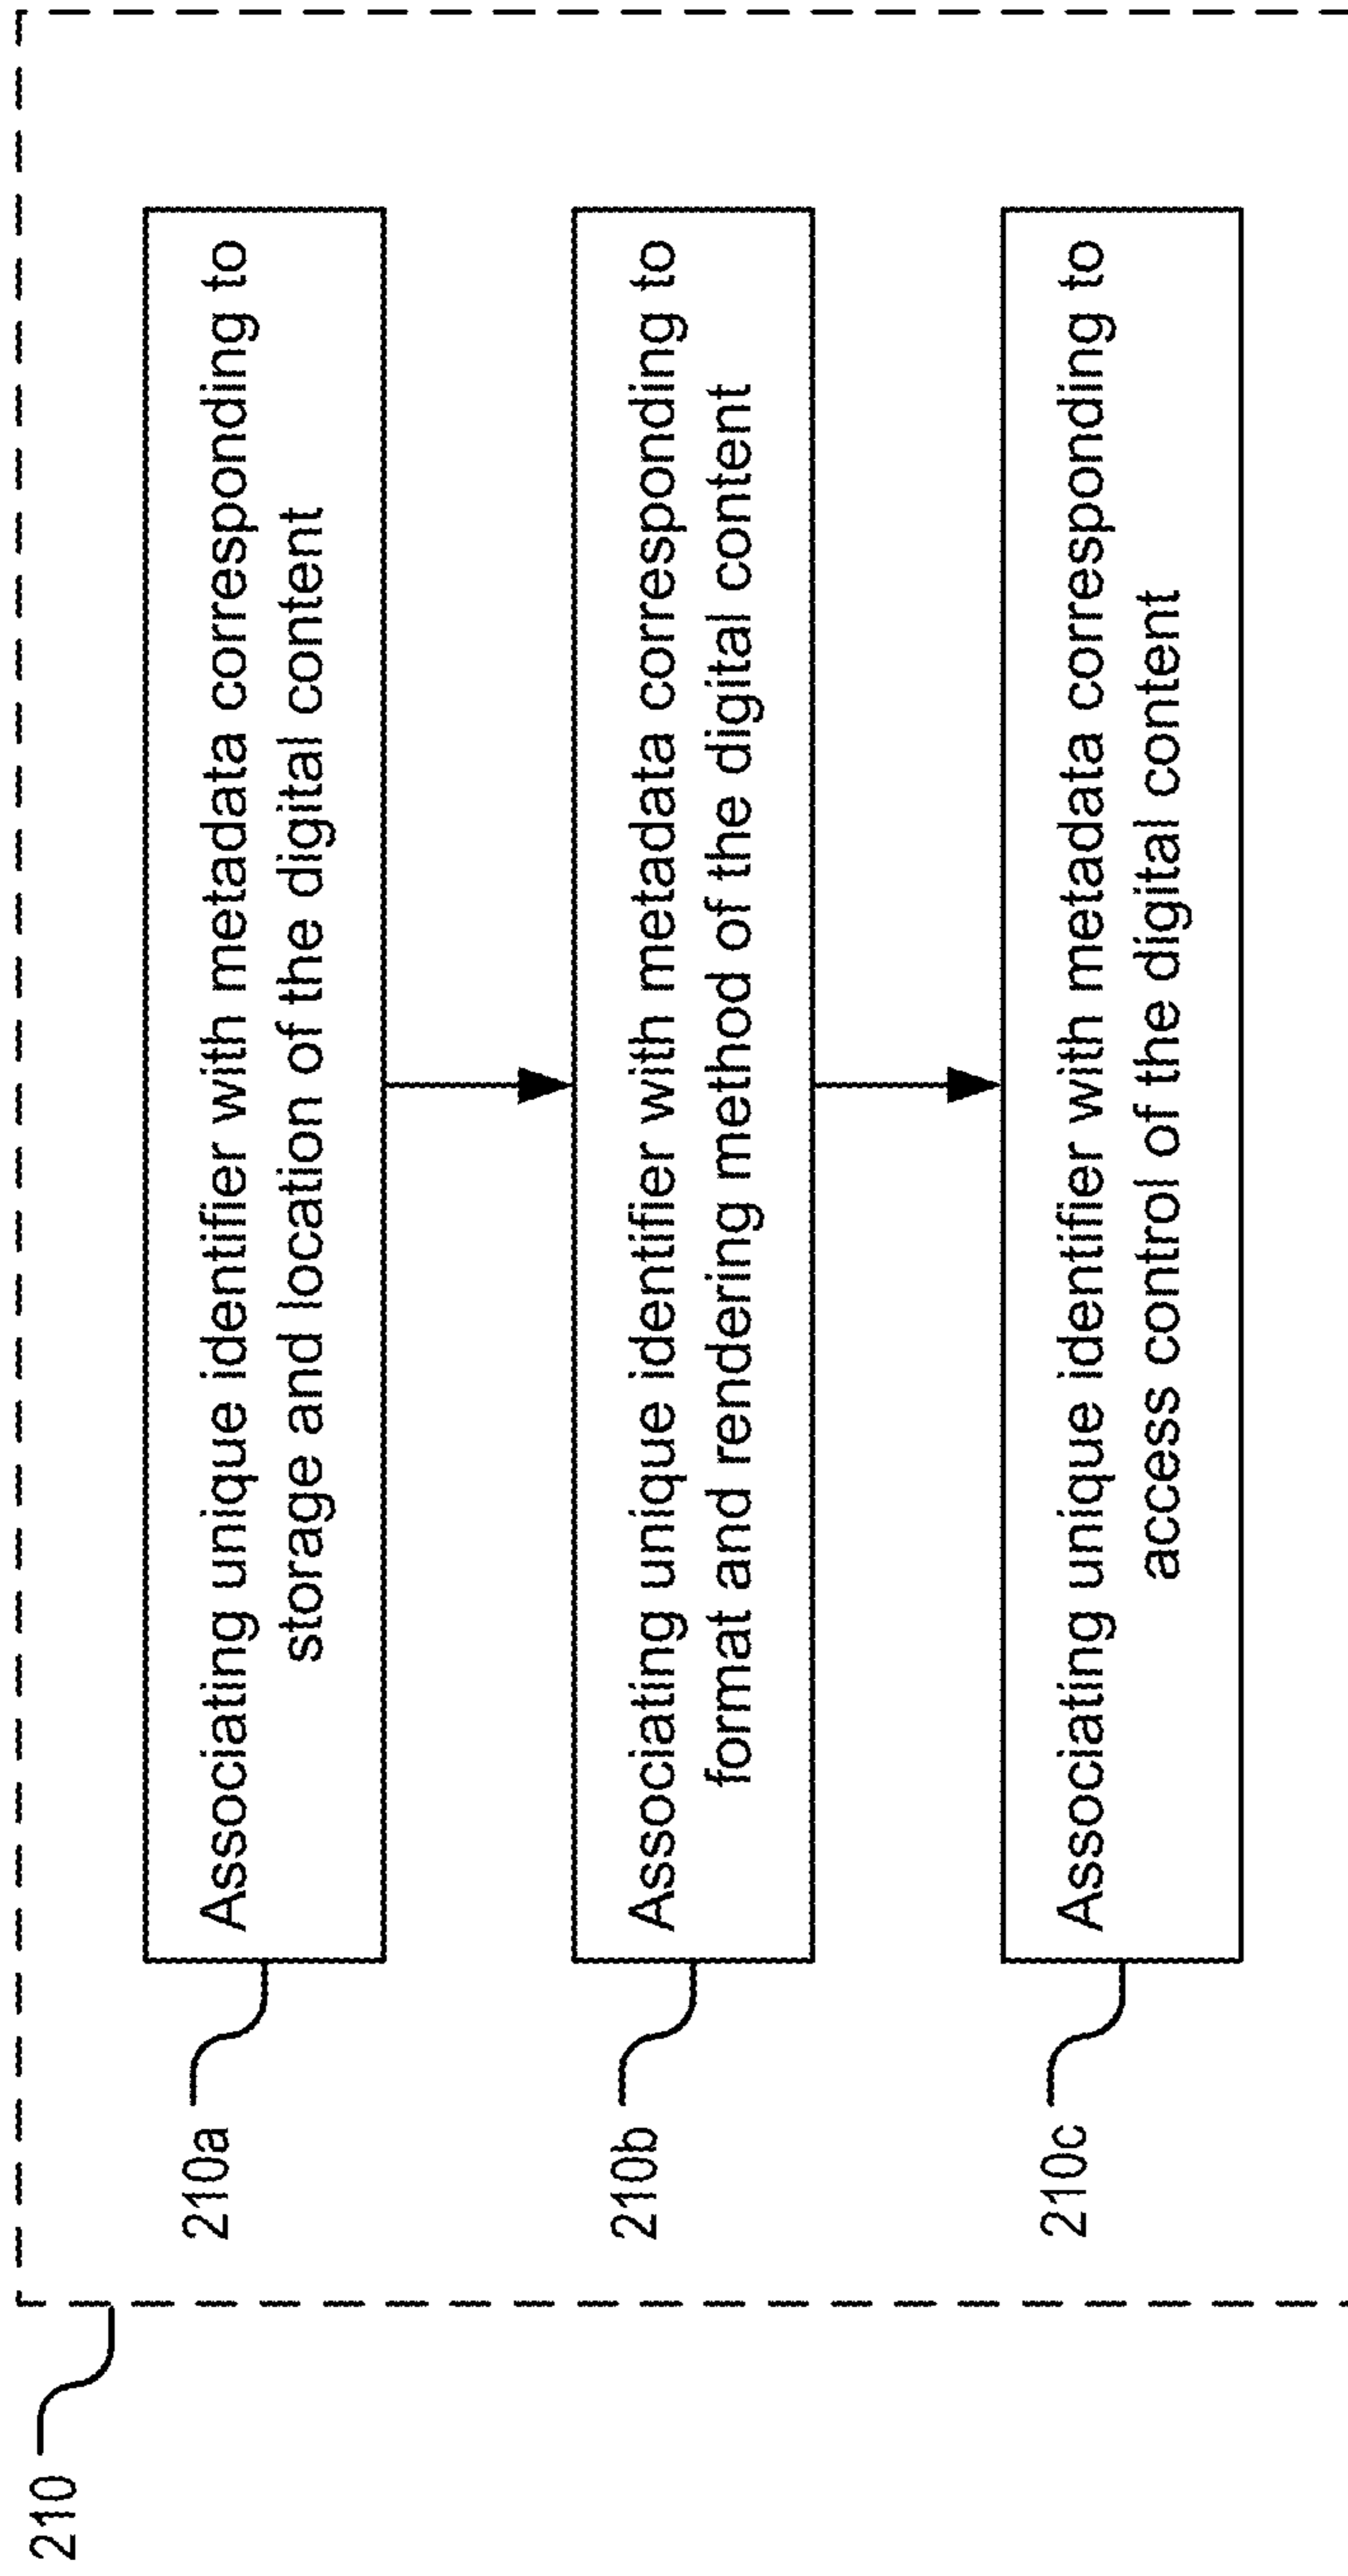 210
210a
Associating unique identifier with metadata corresponding to
storage and location of the digital content
210b
Associating unique identifier with metadata corresponding to
format and rendering method of the digital content
210c
Associating unique identifier with metadata corresponding to
access control of the digital content